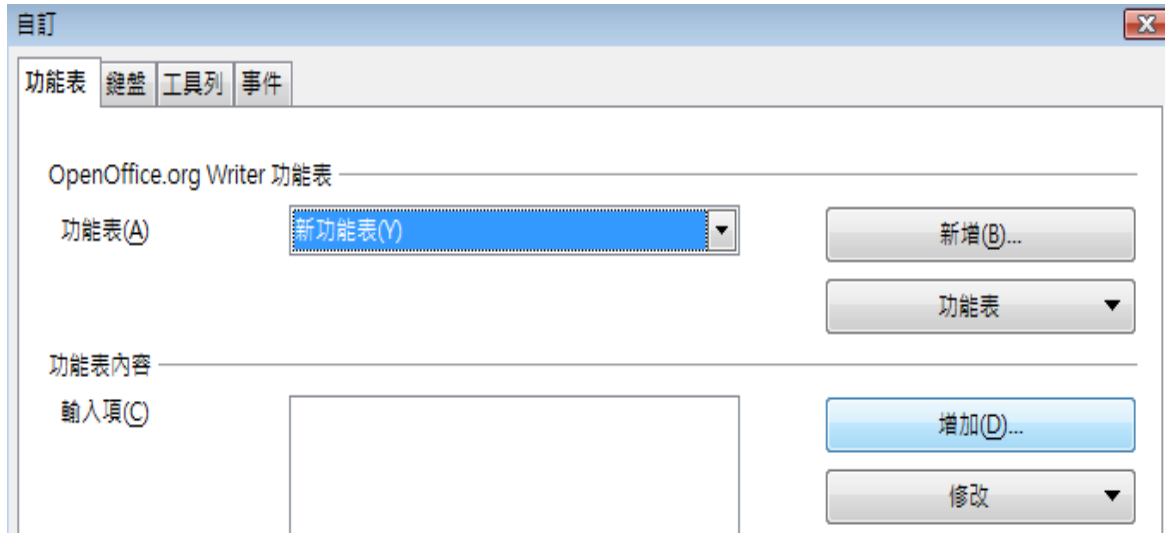 自訂
功能表 鍵盤 工具列 事件
OpenOffice.org Writer 功能表
功能表(A) 新功能表(Y) 新增(B)...
功能表
功能表內容
輸入項(C) 增加(D)...
修改